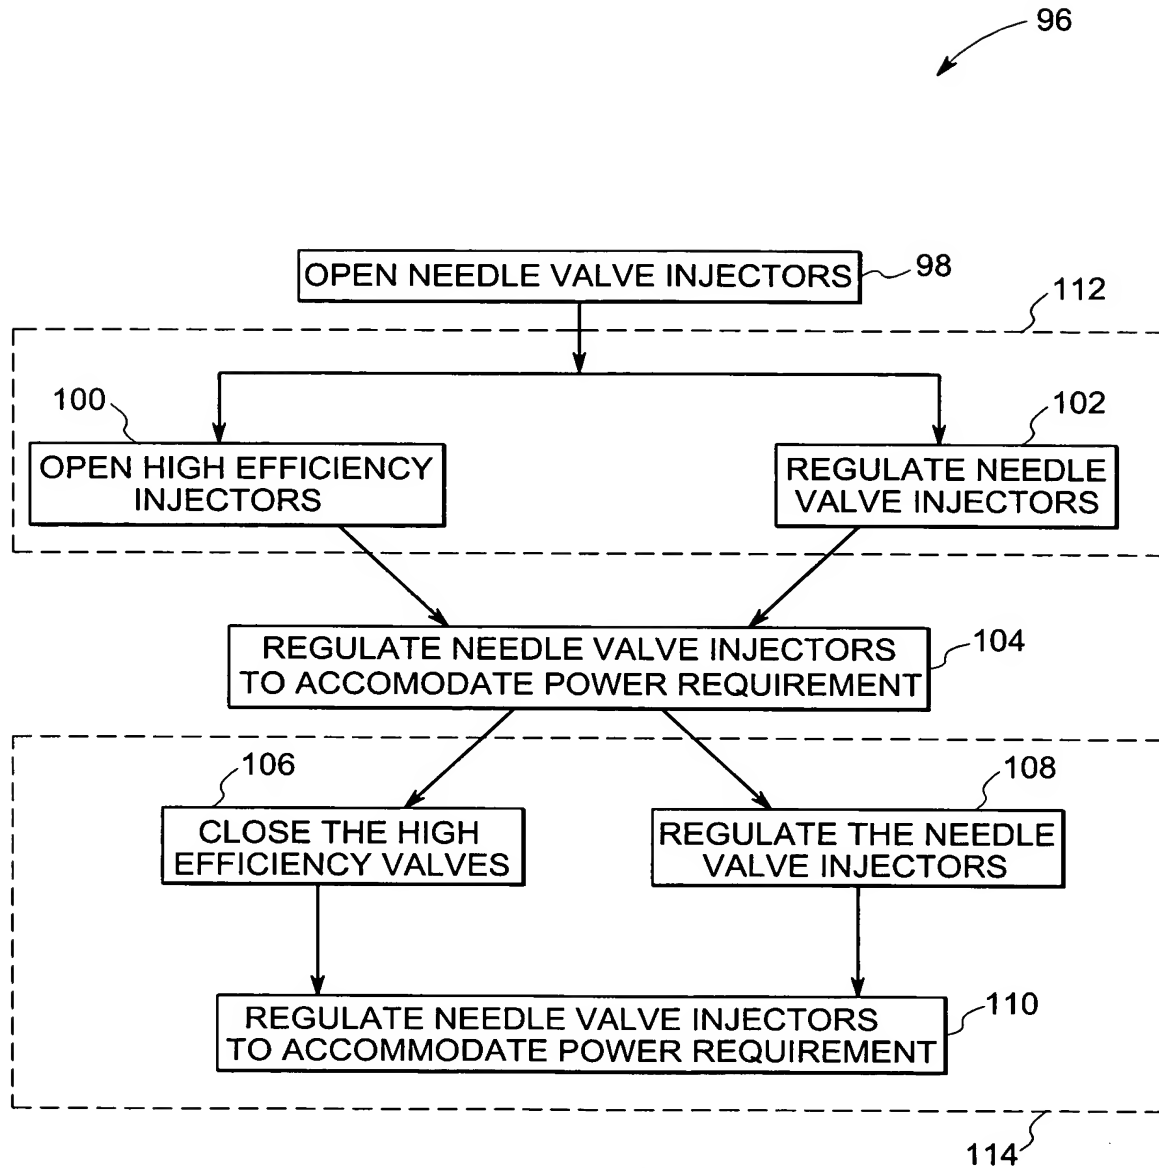 96
OPEN NEEDLE VALVE INJECTORS
98
112
100
102
OPEN HIGH EFFICIENCY
INJECTORS
REGULATE NEEDLE
VALVE INJECTORS
REGULATE NEEDLE VALVE INJECTORS
TO ACCOMODATE POWER REQUIREMENT
104
106
108
CLOSE THE HIGH
EFFICIENCY VALVES
REGULATE THE NEEDLE
VALVE INJECTORS
REGULATE NEEDLE VALVE INJECTORS
TO ACCOMMODATE POWER REQUIREMENT
110
114